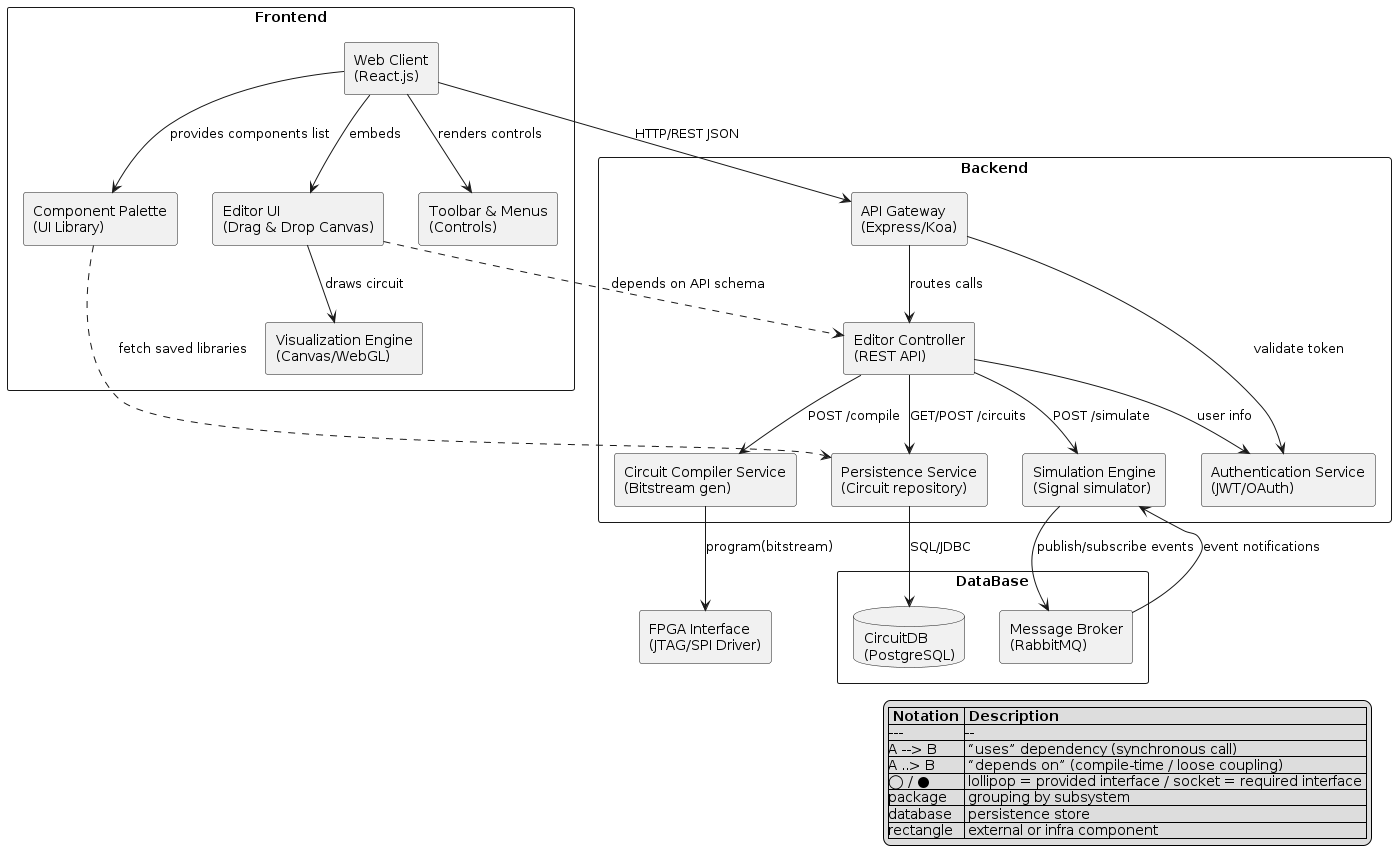 Frontend
Web Client
(React.js)
provides components list
embeds
renders controls
HTTP/REST JSON
Component Palette
(UI Library)
Editor UI
(Drag & Drop Canvas)
Toolbar & Menus
(Controls)
draws circuit
depends on API schema
Visualization Engine
(Canvas/WebGL)
fetch saved libraries
Backend
API Gateway
(Express/Koa)
routes calls
validate token
Editor Controller
(REST API)
POST /compile
GET/POST /circuits
POST /simulate
user info
Circuit Compiler Service
(Bitstream gen)
Persistence Service
(Circuit repository)
Simulation Engine
(Signal simulator)
Authentication Service
(JWT/OAuth)
program(bitstream)
SQL/JDBC
publish/subscribe events
event notifications
FPGA Interface
(JTAG/SPI Driver)
DataBase
CircuitDB
(PostgreSQL)
Message Broker
(RabbitMQ)
Notation Description
--- --
A --> B “uses” dependency (synchronous call)
A ..> B “depends on” (compile-time / loose coupling)
◯ / ● lollipop = provided interface / socket = required interface
package grouping by subsystem
database persistence store
rectangle external or infra component